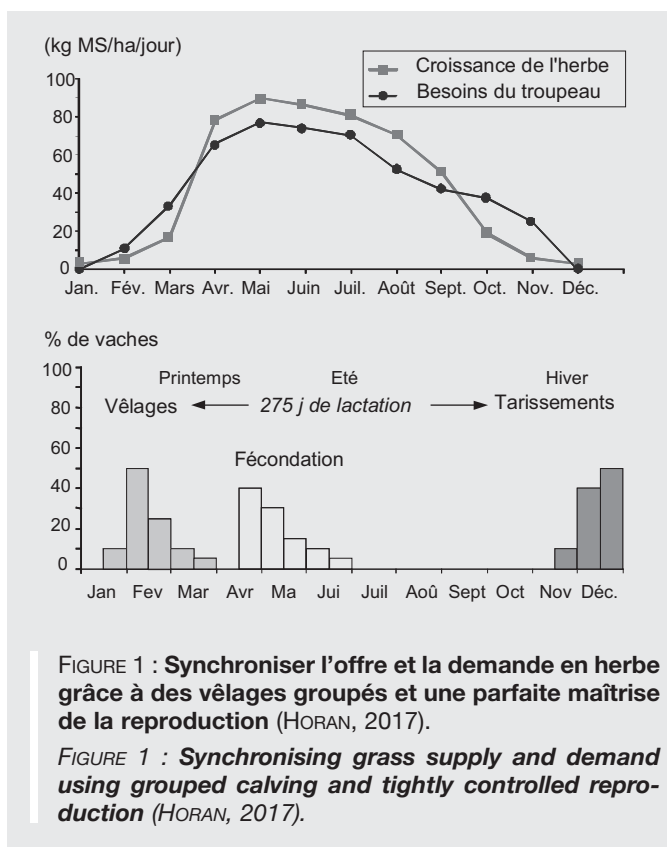 (kg MS/ha/jour)
Croissance de l'herbe
Besoins du troupeau
100
80
60
40
20
0
Jan. Fév. Mars Avr. Mai Juin Juil. Août Sept. Oct. Nov. Déc.
% de vaches
100
80
60
40
20
0
Printemps Eté Hiver
Vêlages 275 j de lactation Tarissements
Fécondation
Jan Fev Mar Avr Ma Jui Juil Aoû Sept Oct Nov Déc.
FIGURE 1 : Synchroniser l'offre et la demande en herbe
grâce à des vêlages groupés et une parfaite maîtrise
de la reproduction (HORAN, 2017).
FIGURE 1 : Synchronising grass supply and demand
using grouped calving and tightly controlled repro-
duction (HORAN, 2017).